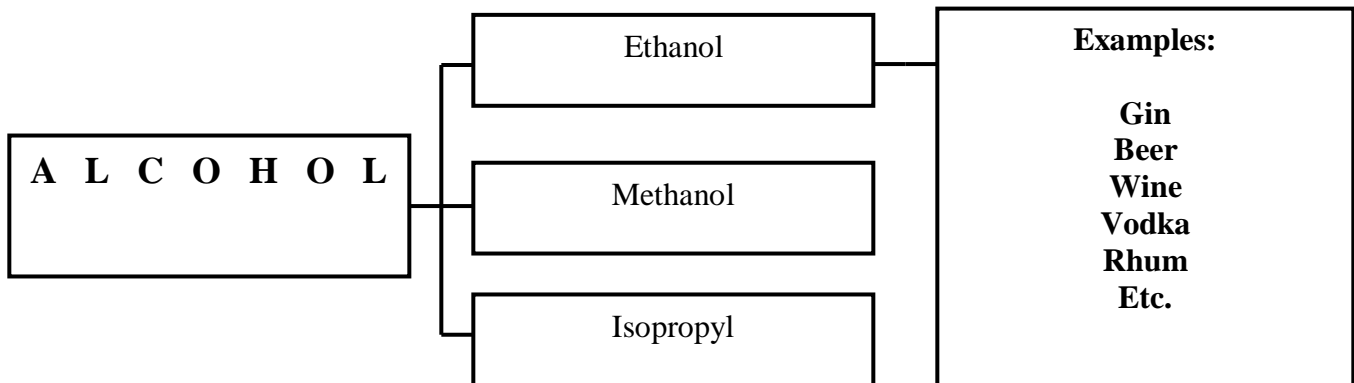 A L C O H O L
Ethanol
Methanol
Isopropyl
Examples:
Gin
Beer
Wine
Vodka
Rhum
Etc.